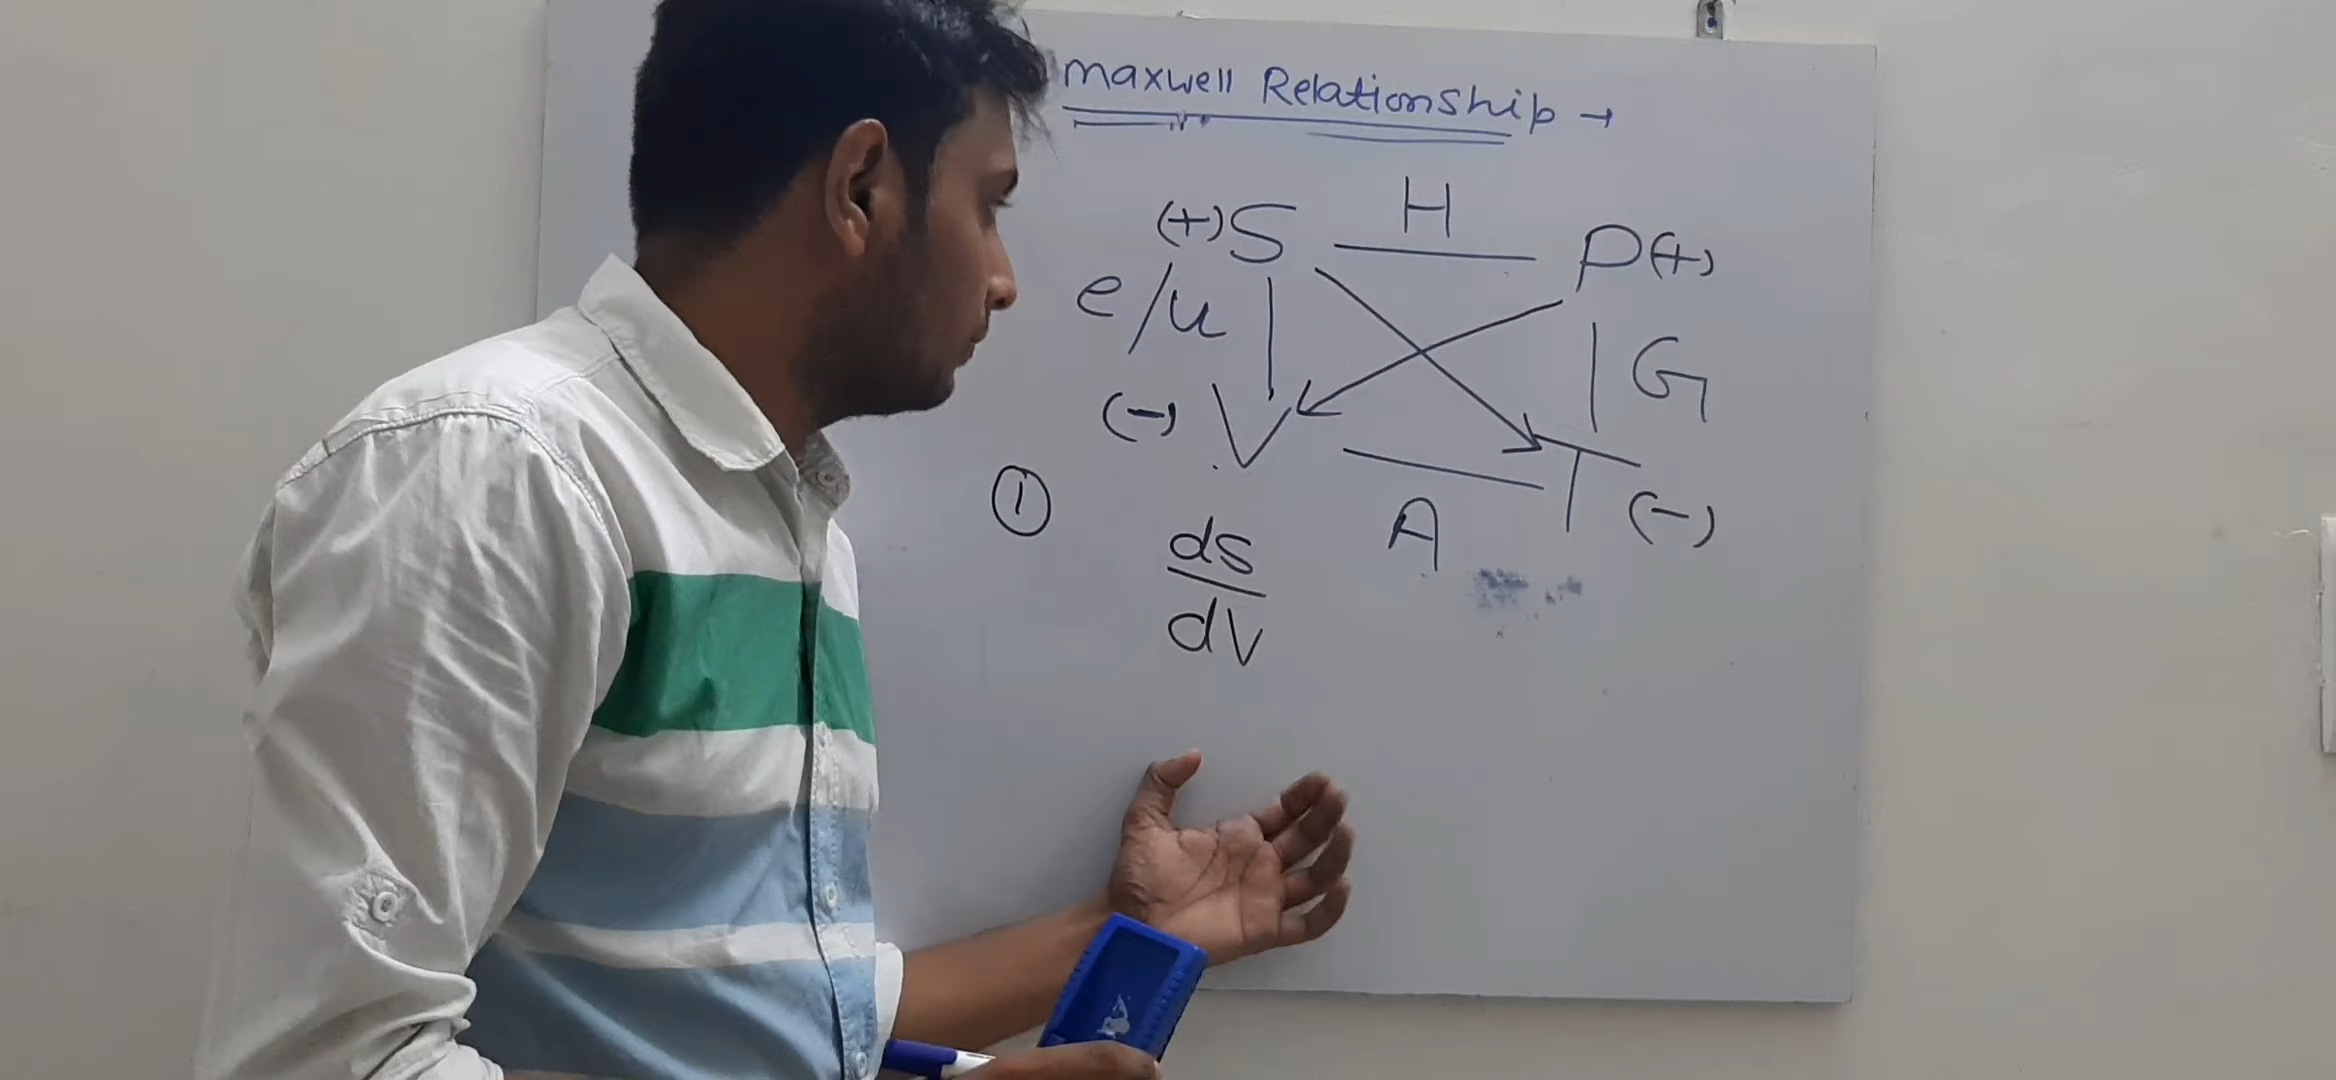 Maxwell Relationship →
H
(+) S P(+)
e/u G
(-) V T (-)
A
①
ds
dv